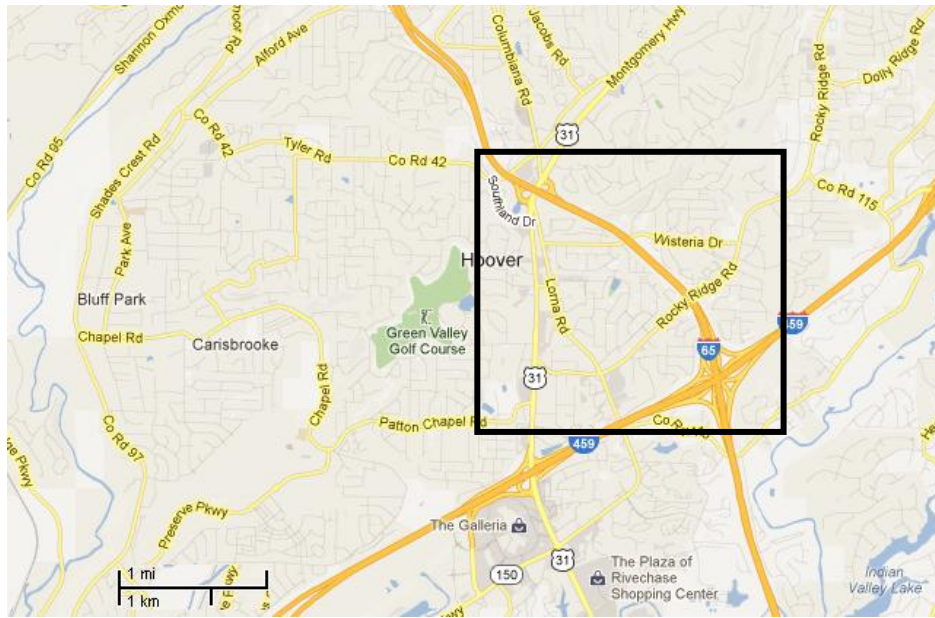 Shannon Oxmo
Alford Ave
Columbiana Rd
Jacobs Rd
Montgomery Hwy
Rocky Ridge Rd
Dolly Ridge Rd
Co Rd 95
Co Rd 42
Tyler Rd
Co Rd 42
31
Shades Crest Rd
Southland Dr
Co Rd 115
Park Ave
Wisteria Dr
Hoover
Rocky Ridge Rd
Lorna Rd
Bluff Park
Green Valley
Golf Course
Chapel Rd
Carisbrooke
459
65
31
Chapel Rd
Patton Chapel Rd
Co Rd 97
459
ge Pkwy
Preserve Pkwy
The Galleria
31
150
The Plaza of
Riverchase
Shopping Center
Indian
Valley Lake
1 mi
1 km